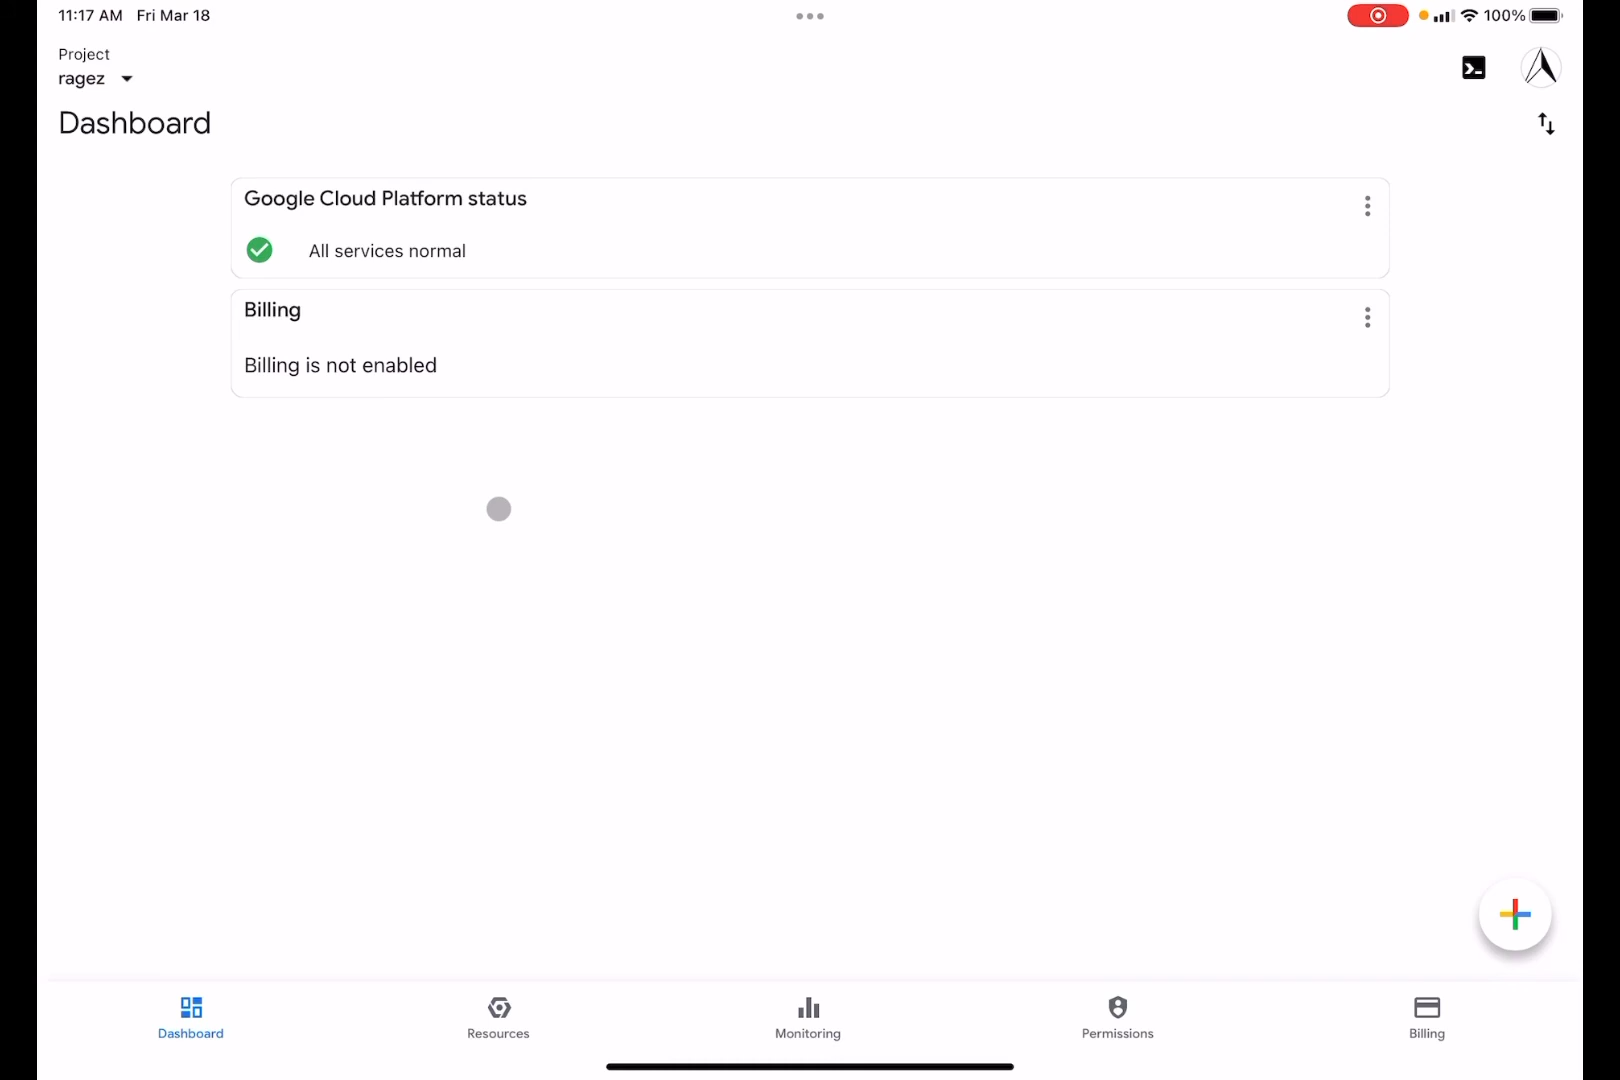 11:17 AM Fri Mar 18
100%
Project
ragez
Dashboard
Google Cloud Platform status
All services normal
Billing
Billing is not enabled
Dashboard
Resources
Monitoring
Permissions
Billing